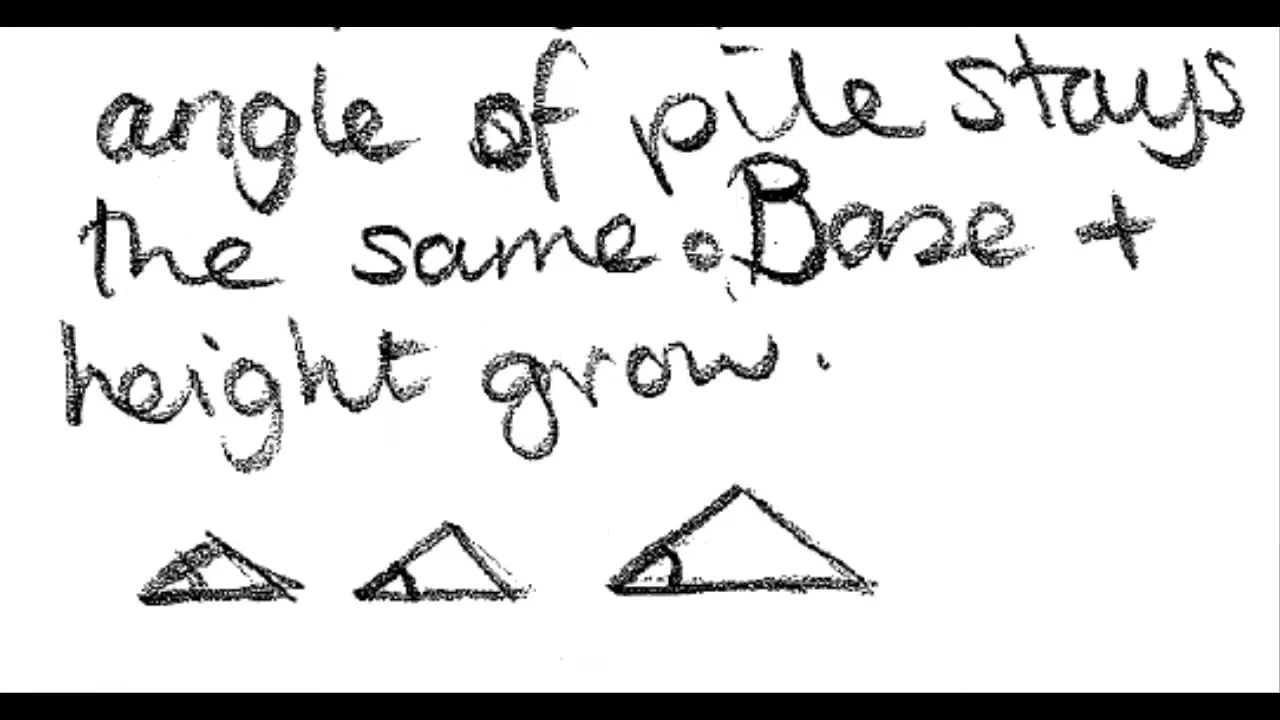 angle of pile stays
the same. Base +
height grow.